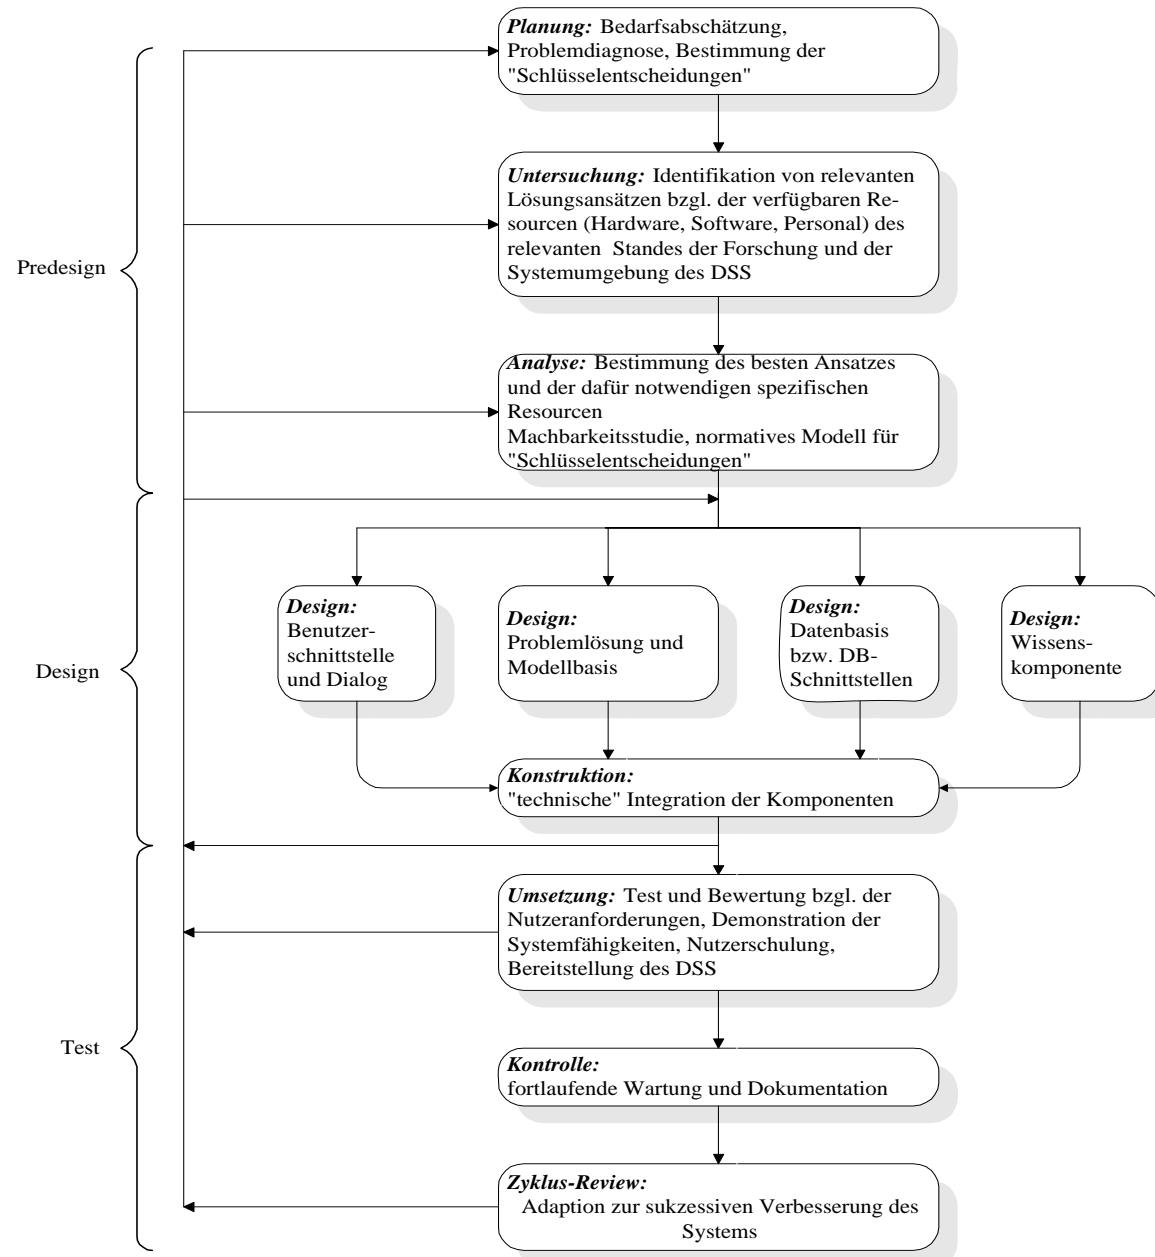 Planung: Bedarfsabschätzung,
Problemdiagnose, Bestimmung der
"Schlüsselentscheidungen"
Untersuchung: Identifikation von relevanten
Lösungsansätzen bzgl. der verfügbaren Re-
sourcen (Hardware, Software, Personal) des
relevanten Standes der Forschung und der
Systemumgebung des DSS
Predesign
Analyse: Bestimmung des besten Ansatzes
und der dafür notwendigen spezifischen
Resourcen
Machbarkeitsstudie, normatives Modell für
"Schlüsselentscheidungen"
Design
Design:
Benutzer-
schnittstelle
und Dialog
Design:
Problemlösung und
Modellbasis
Design:
Datenbasis
bzw. DB-
Schnittstellen
Design:
Wissens-
komponente
Konstruktion:
"technische" Integration der Komponenten
Umsetzung: Test und Bewertung bzgl. der
Nutzeranforderungen, Demonstration der
Systemfähigkeiten, Nutzerschulung,
Bereitstellung des DSS
Test
Kontrolle:
fortlaufende Wartung und Dokumentation
Zyklus-Review:
Adaption zur sukzessiven Verbesserung des
Systems